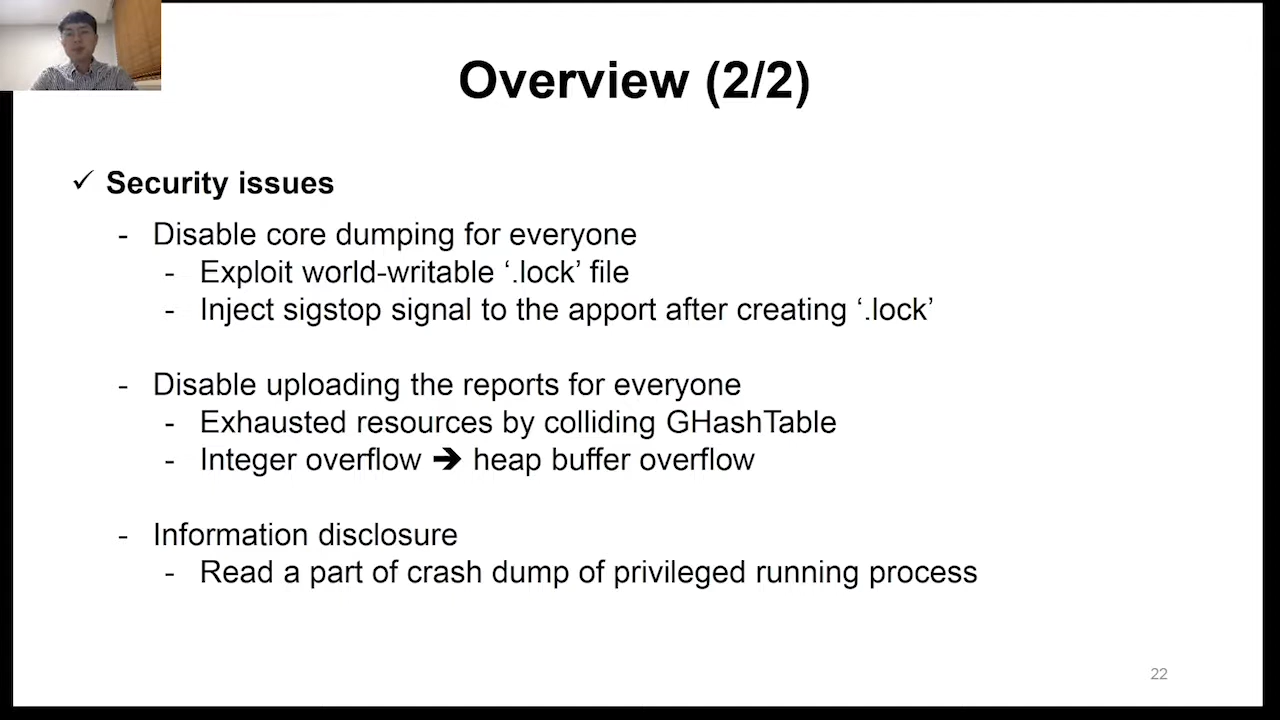 Overview (2/2)
✓ Security issues
- Disable core dumping for everyone
- Exploit world-writable ‘.lock’ file
- Inject sigstop signal to the apport after creating ‘.lock’
- Disable uploading the reports for everyone
- Exhausted resources by colliding GHashTable
- Integer overflow ➔ heap buffer overflow
- Information disclosure
- Read a part of crash dump of privileged running process
22